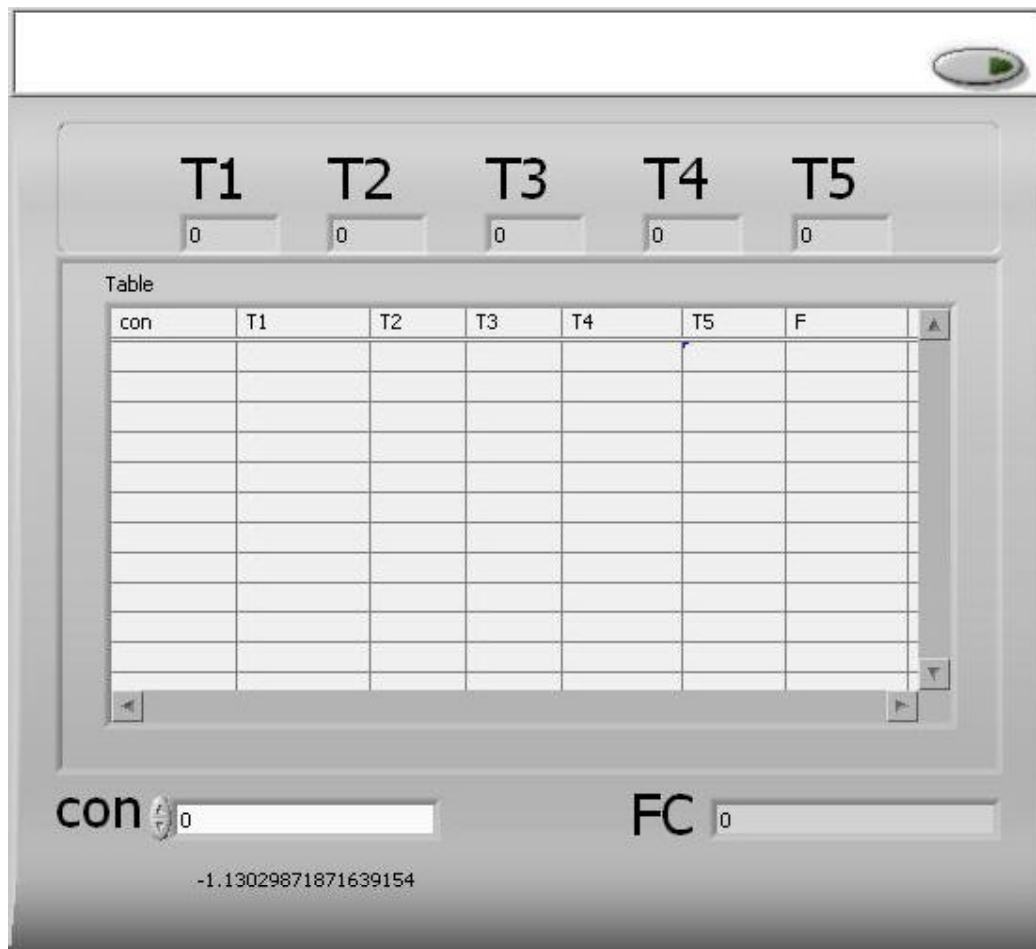 T1 T2 T3 T4 T5
0 0 0 0 0
Table
con T1 T2 T3 T4 T5 F
con 0 FC 0
-1.13029871871639154